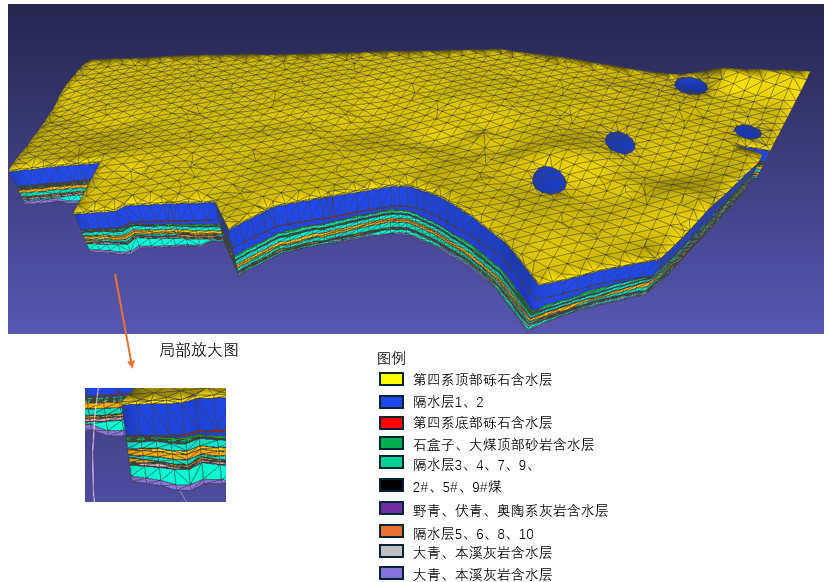 局部放大图
图例
第四系顶部砾石含水层
隔水层1、2
第四系底部砾石含水层
石盒子、大煤顶部砂岩含水层
隔水层3、4、7、9、
2#、5#、9#煤
野青、伏青、奥陶系灰岩含水层
隔水层5、6、8、10
大青、本溪灰岩含水层
大青、本溪灰岩含水层